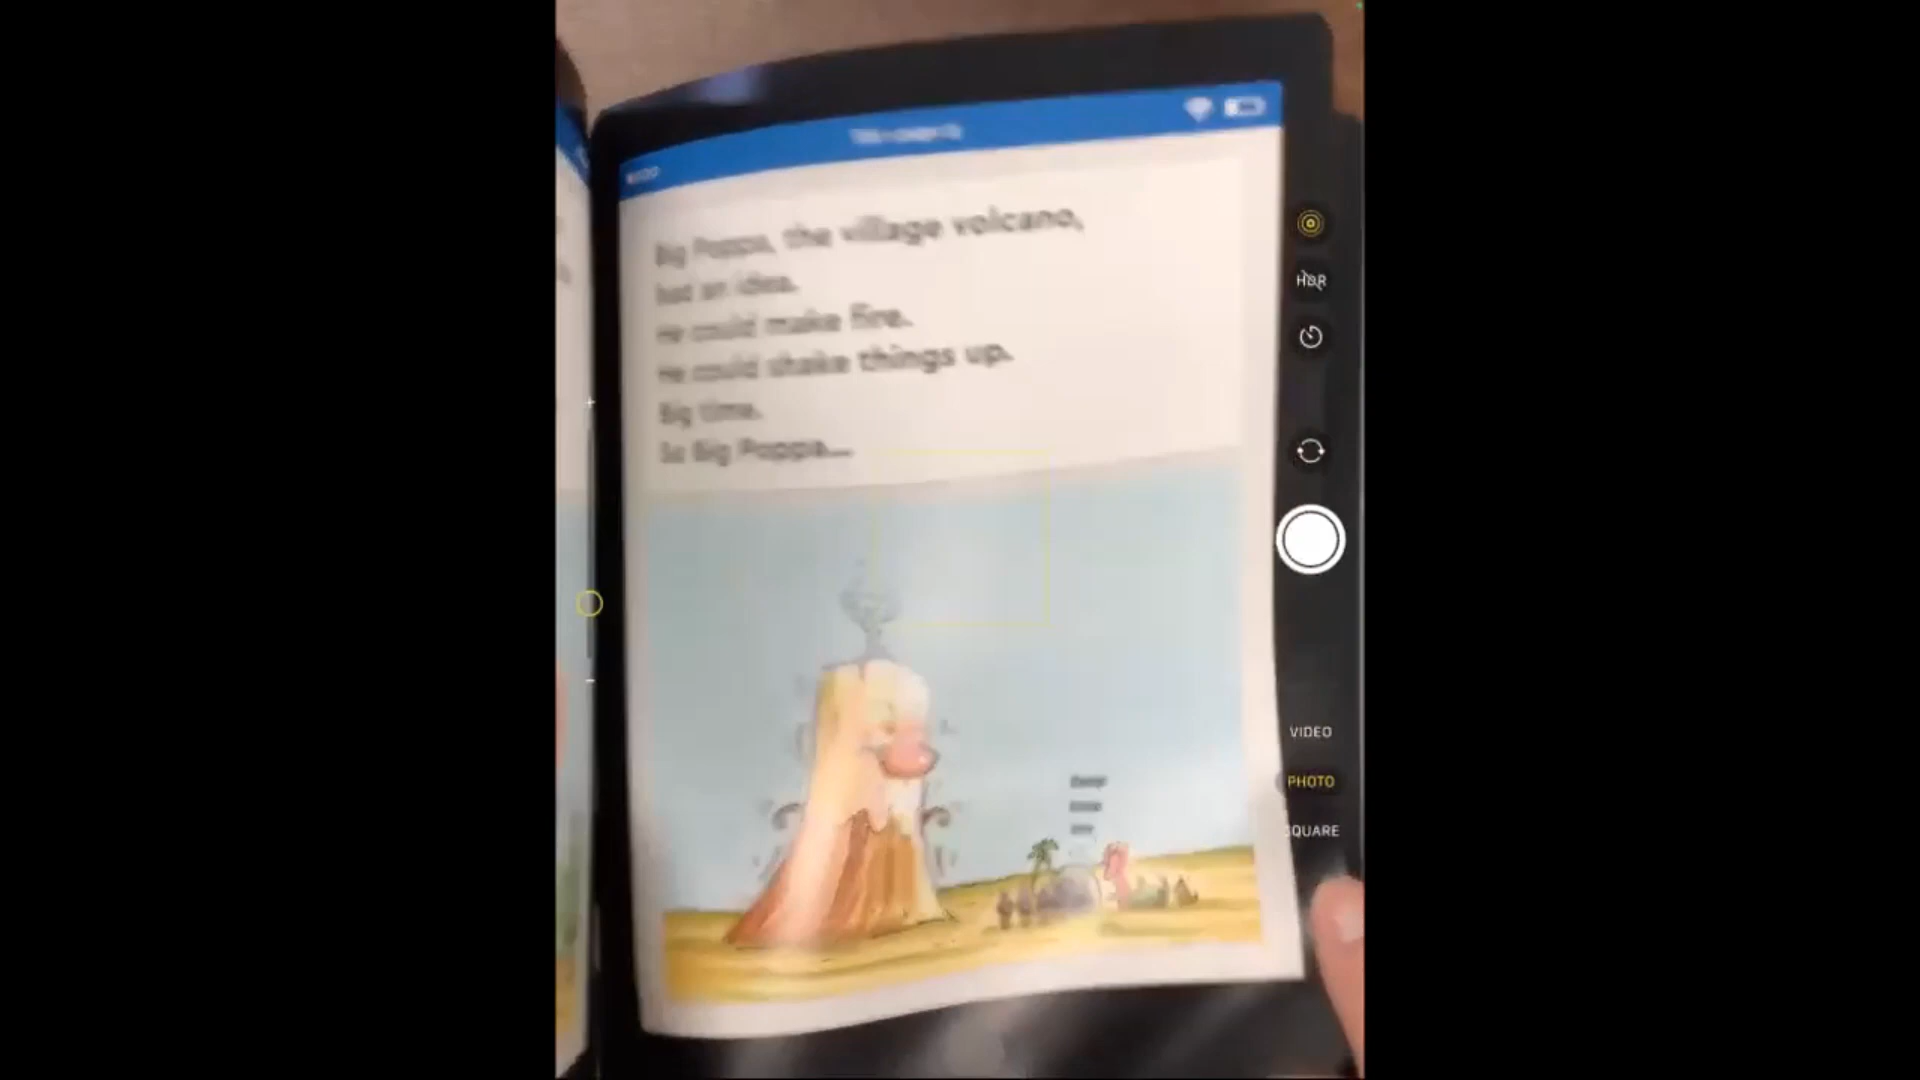 Big Poppa, the village volcano,
had an idea.
He could make fire.
He could shake things up.
Big time.
So Big Poppa....
HDR
VIDEO
PHOTO
SQUARE